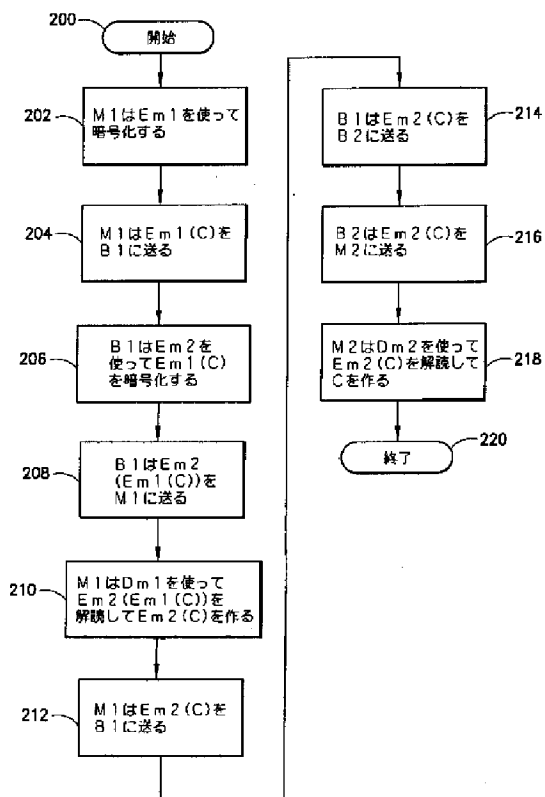 200
開始
202
M1はEm1を使って
暗号化する
204
M1はEm1(C)を
B1に送る
206
B1はEm2を
使ってEm1(C)
を暗号化する
208
B1はEm2
(Em1(C))を
M1に送る
210
M1はDm1を使って
Em2(Em1(C))を
解読してEm2(C)を作る
212
M1はEm2(C)を
B1に送る
214
B1はEm2(C)を
B2に送る
216
B2はEm2(C)を
M2に送る
218
M2はDm2を使って
Em2(C)を解読して
Cを作る
220
終了